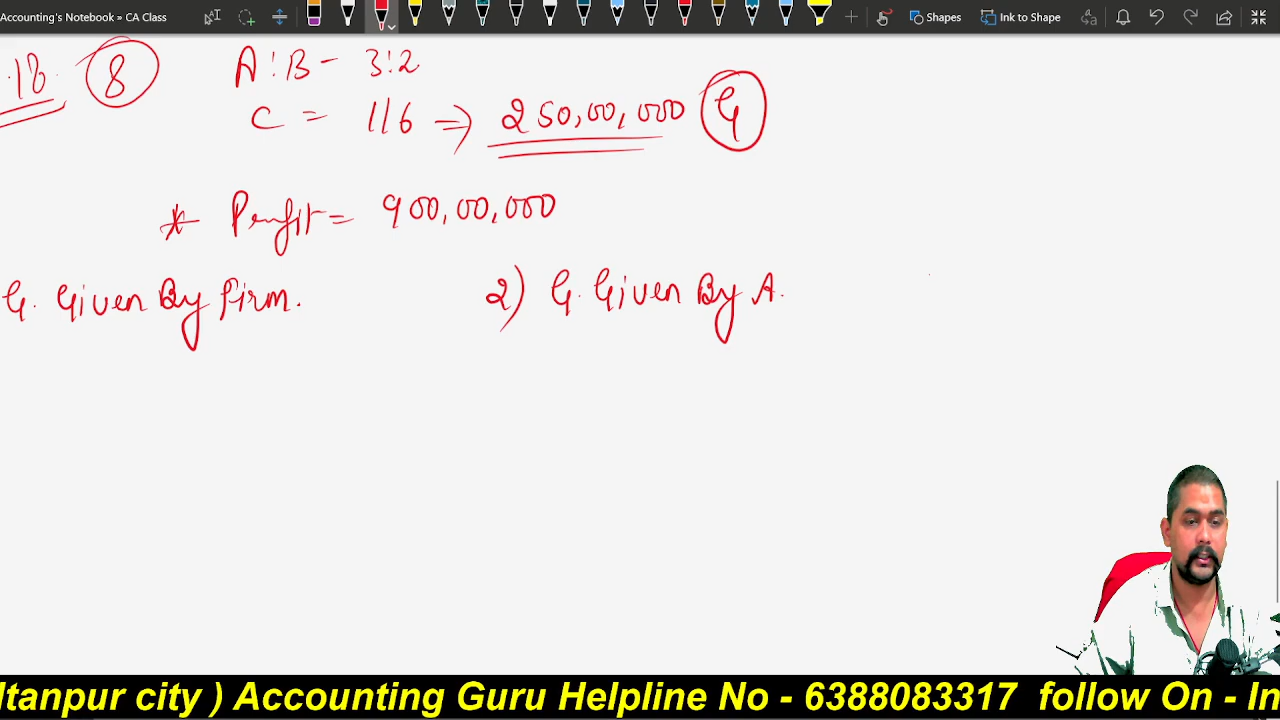 Accounting's Notebook » CA Class Shapes Ink to Shape
.18. 8 A:B - 3:2
C = 1/6 => 250,00,000 G
* Profit = 900,00,000
G. Given By firm. 2) G. Given By A.
ltanpur city ) Accounting Guru Helpline No - 6388083317 follow On - In